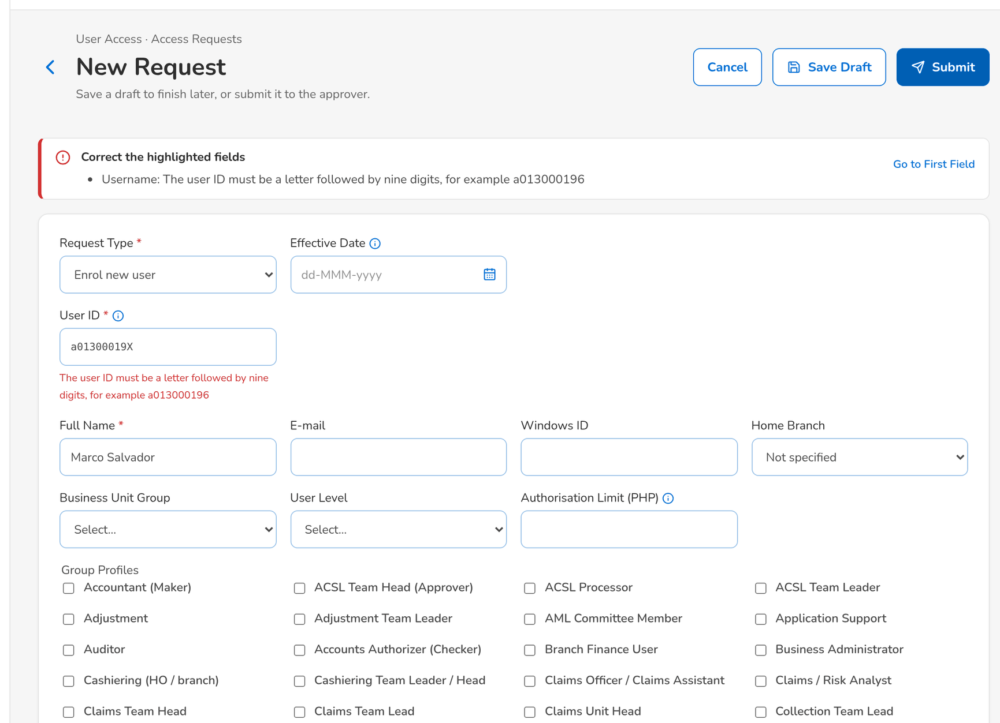 User Access · Access Requests
New Request
Save a draft to finish later, or submit it to the approver.
Cancel
Save Draft
Submit
Correct the highlighted fields
• Username: The user ID must be a letter followed by nine digits, for example a013000196
Go to First Field
Request Type *
Effective Date
Enrol new user
dd-MMM-yyyy
User ID *
a01300019X
The user ID must be a letter followed by nine
digits, for example a013000196
Full Name *
E-mail
Windows ID
Home Branch
Marco Salvador
Not specified
Business Unit Group
User Level
Authorisation Limit (PHP)
Select...
Select...
Group Profiles
Accountant (Maker)
ACSL Team Head (Approver)
ACSL Processor
ACSL Team Leader
Adjustment
Adjustment Team Leader
AML Committee Member
Application Support
Auditor
Accounts Authorizer (Checker)
Branch Finance User
Business Administrator
Cashiering (HO / branch)
Cashiering Team Leader / Head
Claims Officer / Claims Assistant
Claims / Risk Analyst
Claims Team Head
Claims Team Lead
Claims Unit Head
Collection Team Lead